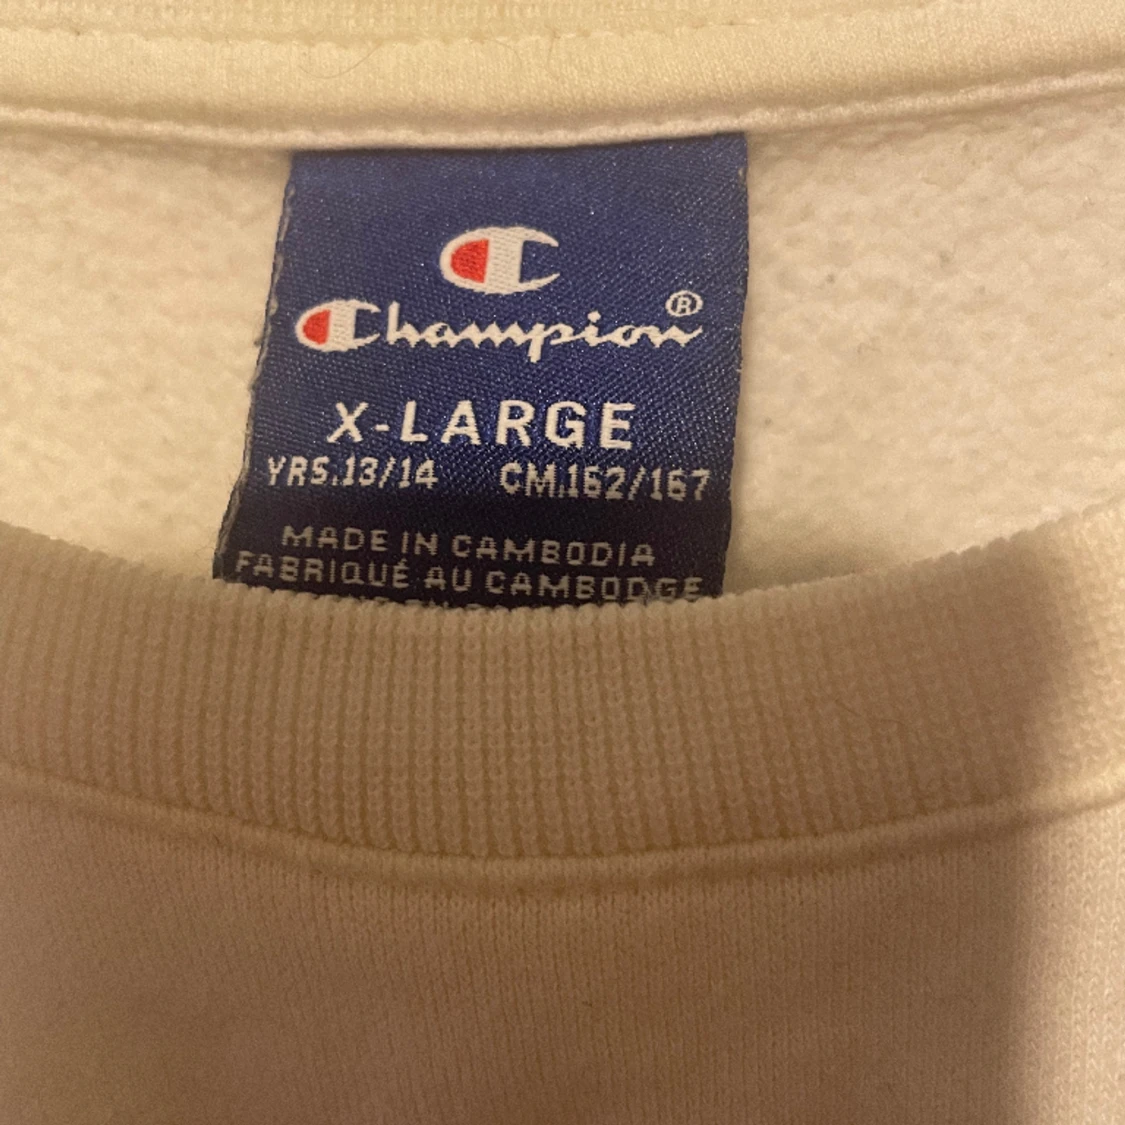 Champion®
X-LARGE
YRS.13/14 CM.162/167
MADE IN CAMBODIA
FABRIQUÉ AU CAMBODGE